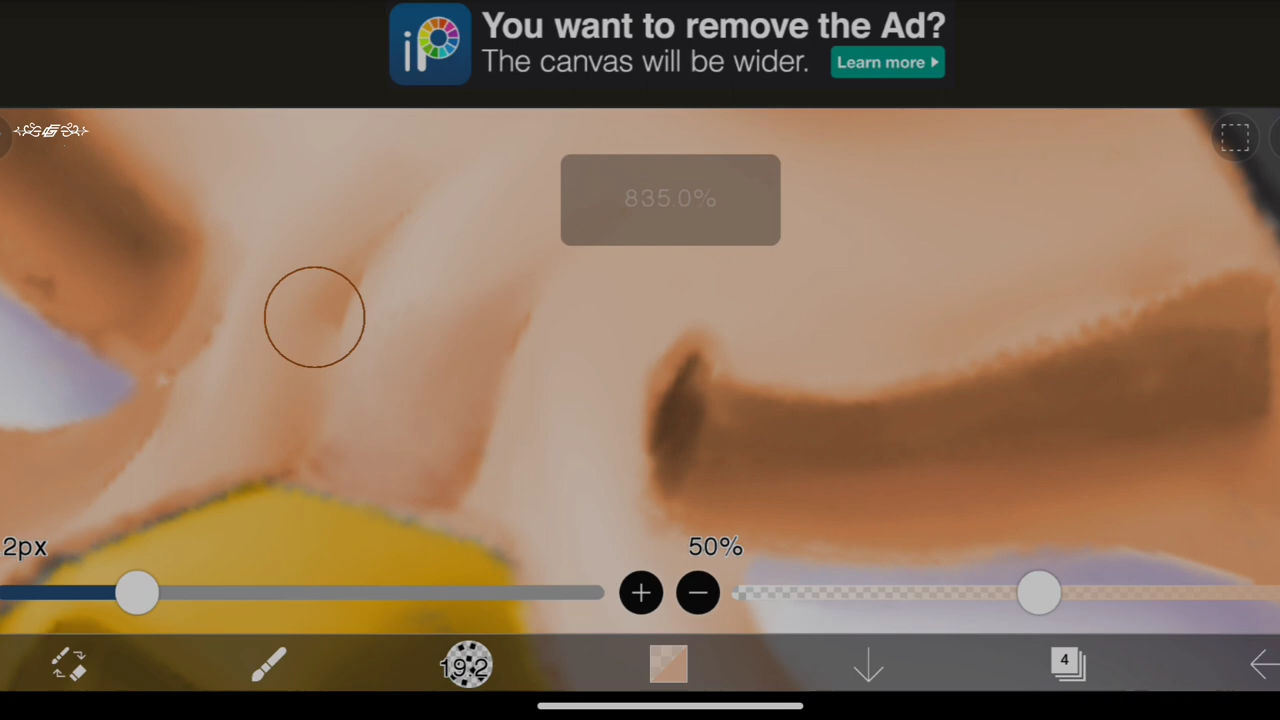 iP
You want to remove the Ad?
The canvas will be wider.
Learn more
835.0%
2px
50%
19.2
4